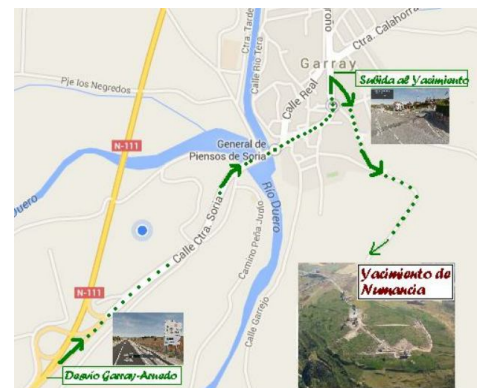 Ctra. Tarde
Calle Río Tera
Ctra. Calahorra
Garray
Subida al Yacimiento
Pje los Negredos
Calle Real
N-111
General de
Piensos de Soria
Duero
Río Duero
Calle Ctra. Soria
Camino Peña Judío
Yacimiento de
Numancia
N-111
Calle Garrejo
Desvío Garray-Arnedo